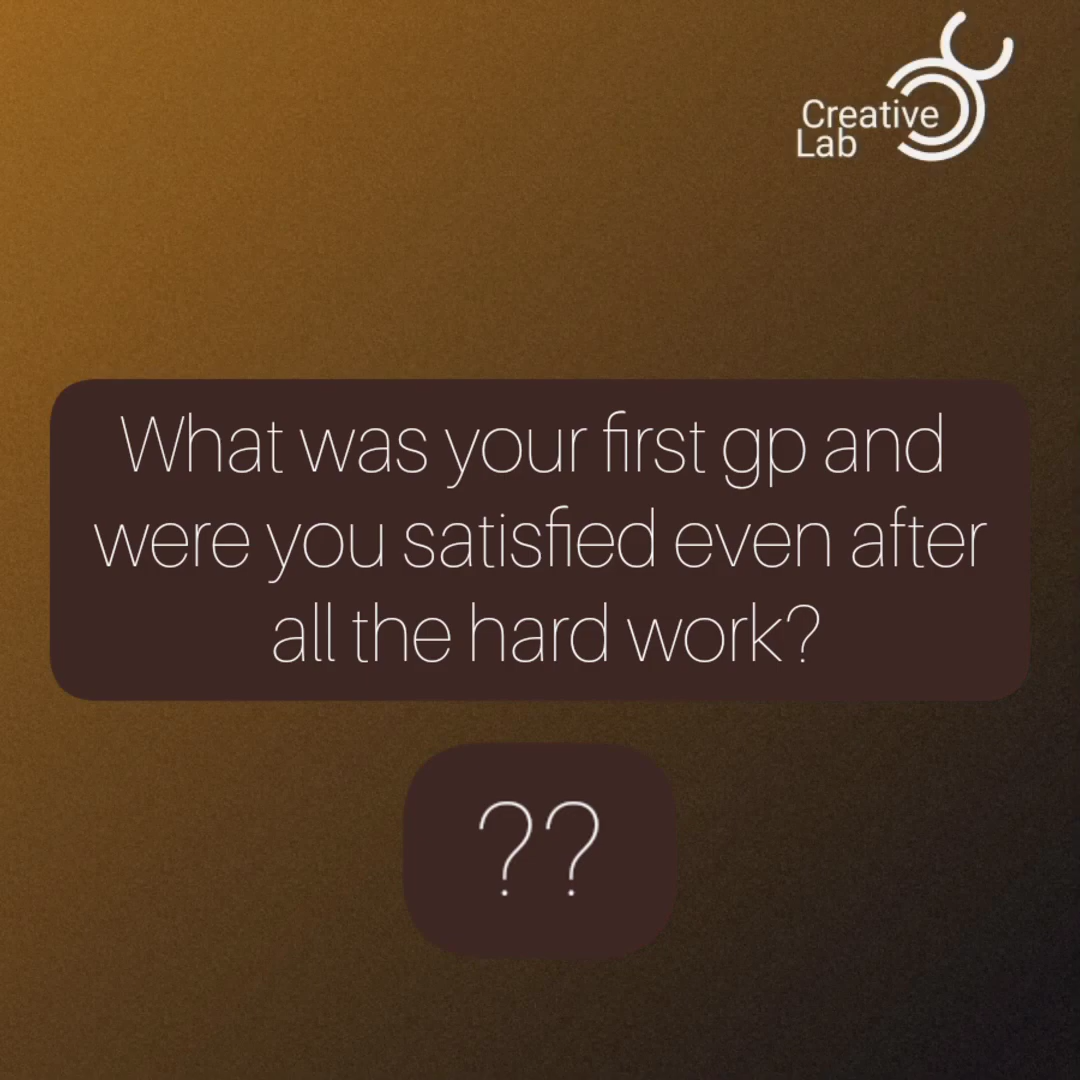 Creative
Lab
What was your first gp and
were you satisfied even after
all the hard work?
??